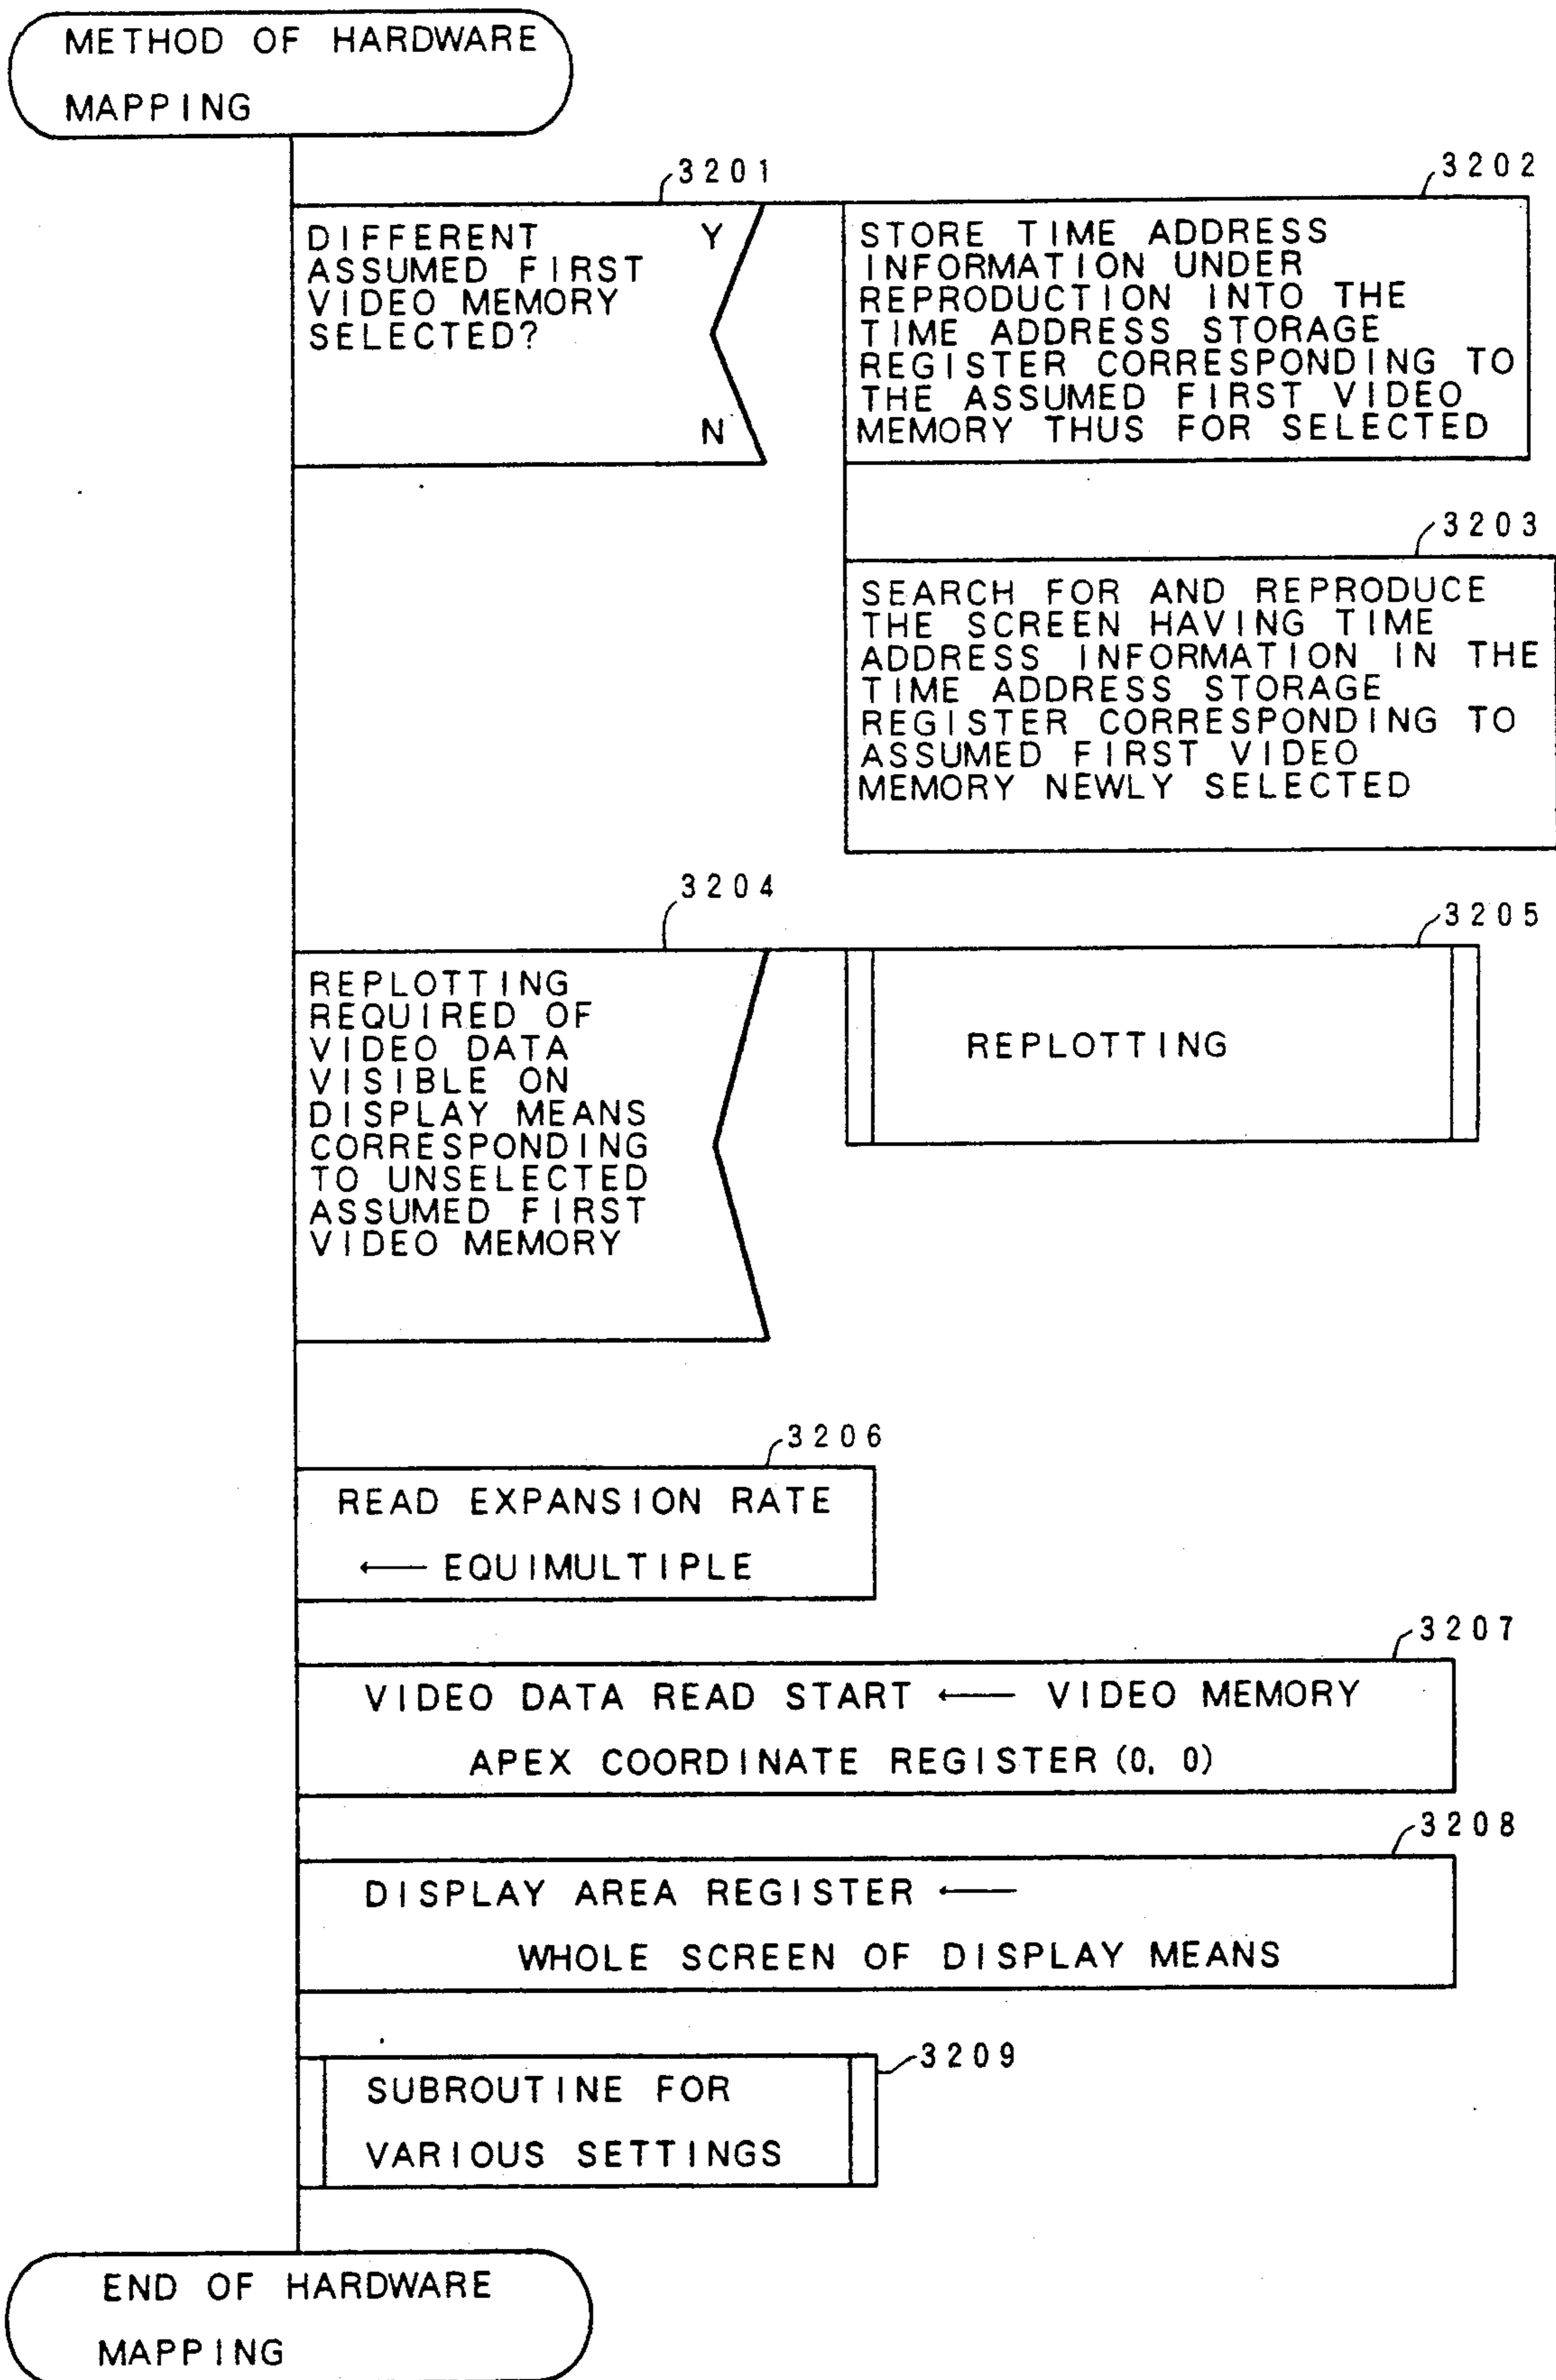 METHOD OF HARDWARE
MAPPING
3201
DIFFERENT Y
ASSUMED FIRST
VIDEO MEMORY
SELECTED?
N
3202
STORE TIME ADDRESS
INFORMATION UNDER
REPRODUCTION INTO THE
TIME ADDRESS STORAGE
REGISTER CORRESPONDING TO
THE ASSUMED FIRST VIDEO
MEMORY THUS FOR SELECTED
3203
SEARCH FOR AND REPRODUCE
THE SCREEN HAVING TIME
ADDRESS INFORMATION IN THE
TIME ADDRESS STORAGE
REGISTER CORRESPONDING TO
ASSUMED FIRST VIDEO
MEMORY NEWLY SELECTED
3204
REPLOTTING
REQUIRED OF
VIDEO DATA
VISIBLE ON
DISPLAY MEANS
CORRESPONDING
TO UNSELECTED
ASSUMED FIRST
VIDEO MEMORY
3205
REPLOTTING
3206
READ EXPANSION RATE
← EQUIMULTIPLE
3207
VIDEO DATA READ START ← VIDEO MEMORY
APEX COORDINATE REGISTER (0, 0)
3208
DISPLAY AREA REGISTER ←
WHOLE SCREEN OF DISPLAY MEANS
3209
SUBROUTINE FOR
VARIOUS SETTINGS
END OF HARDWARE
MAPPING